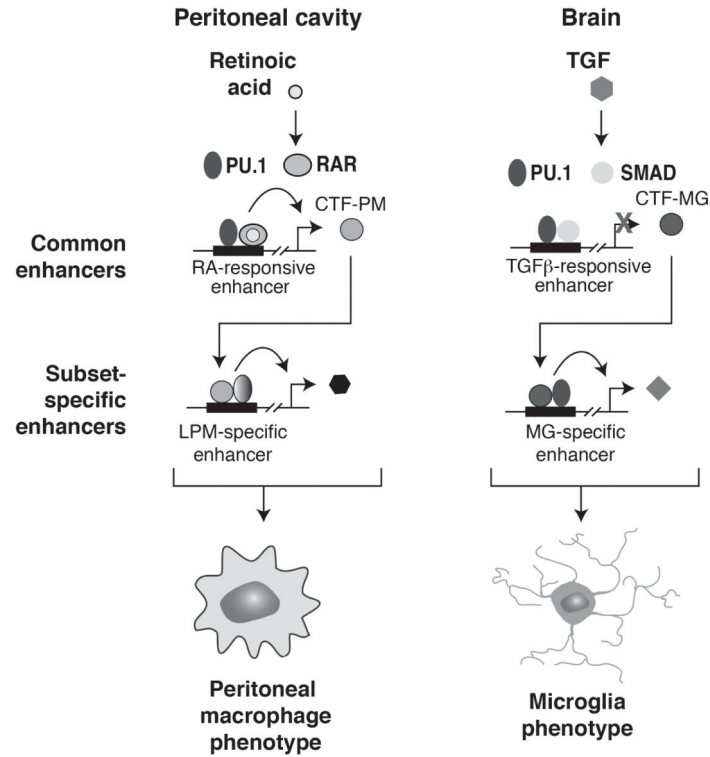 Peritoneal cavity
Retinoic
acid
PU.1
RAR
CTF-PM
Common
enhancers
RA-responsive
enhancer
Subset-
specific
enhancers
LPM-specific
enhancer
Peritoneal
macrophage
phenotype
Brain
TGF
PU.1
SMAD
CTF-MG
X
TGFβ-responsive
enhancer
MG-specific
enhancer
Microglia
phenotype